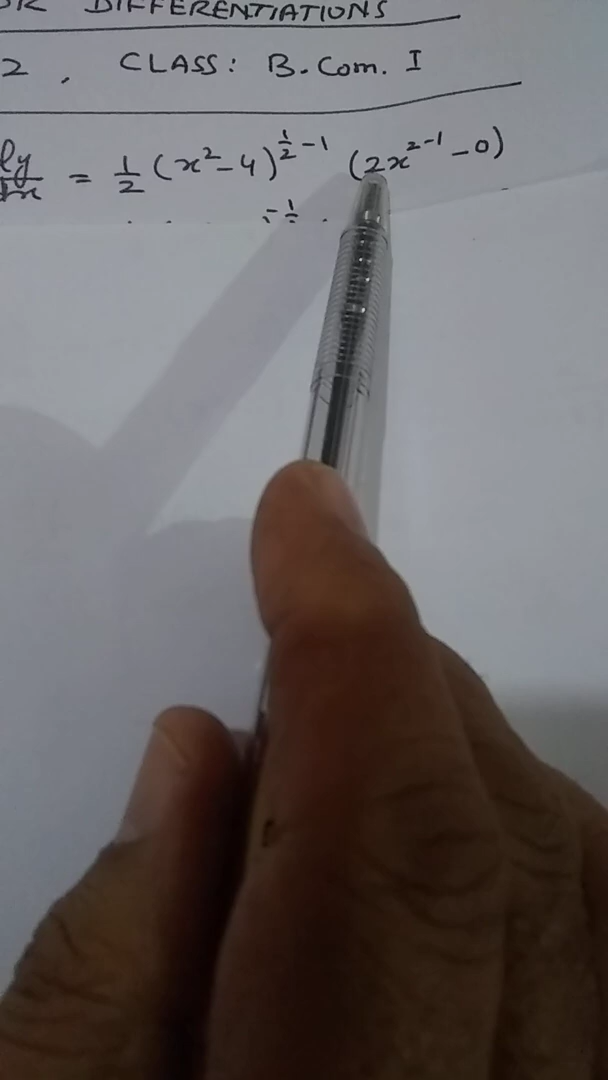 DIFFERENTIATIONS
2, CLASS: B.Com. I
dy/dx = 1/2 (x²-4)^(1/2-1) (2x^(2-1)-0)